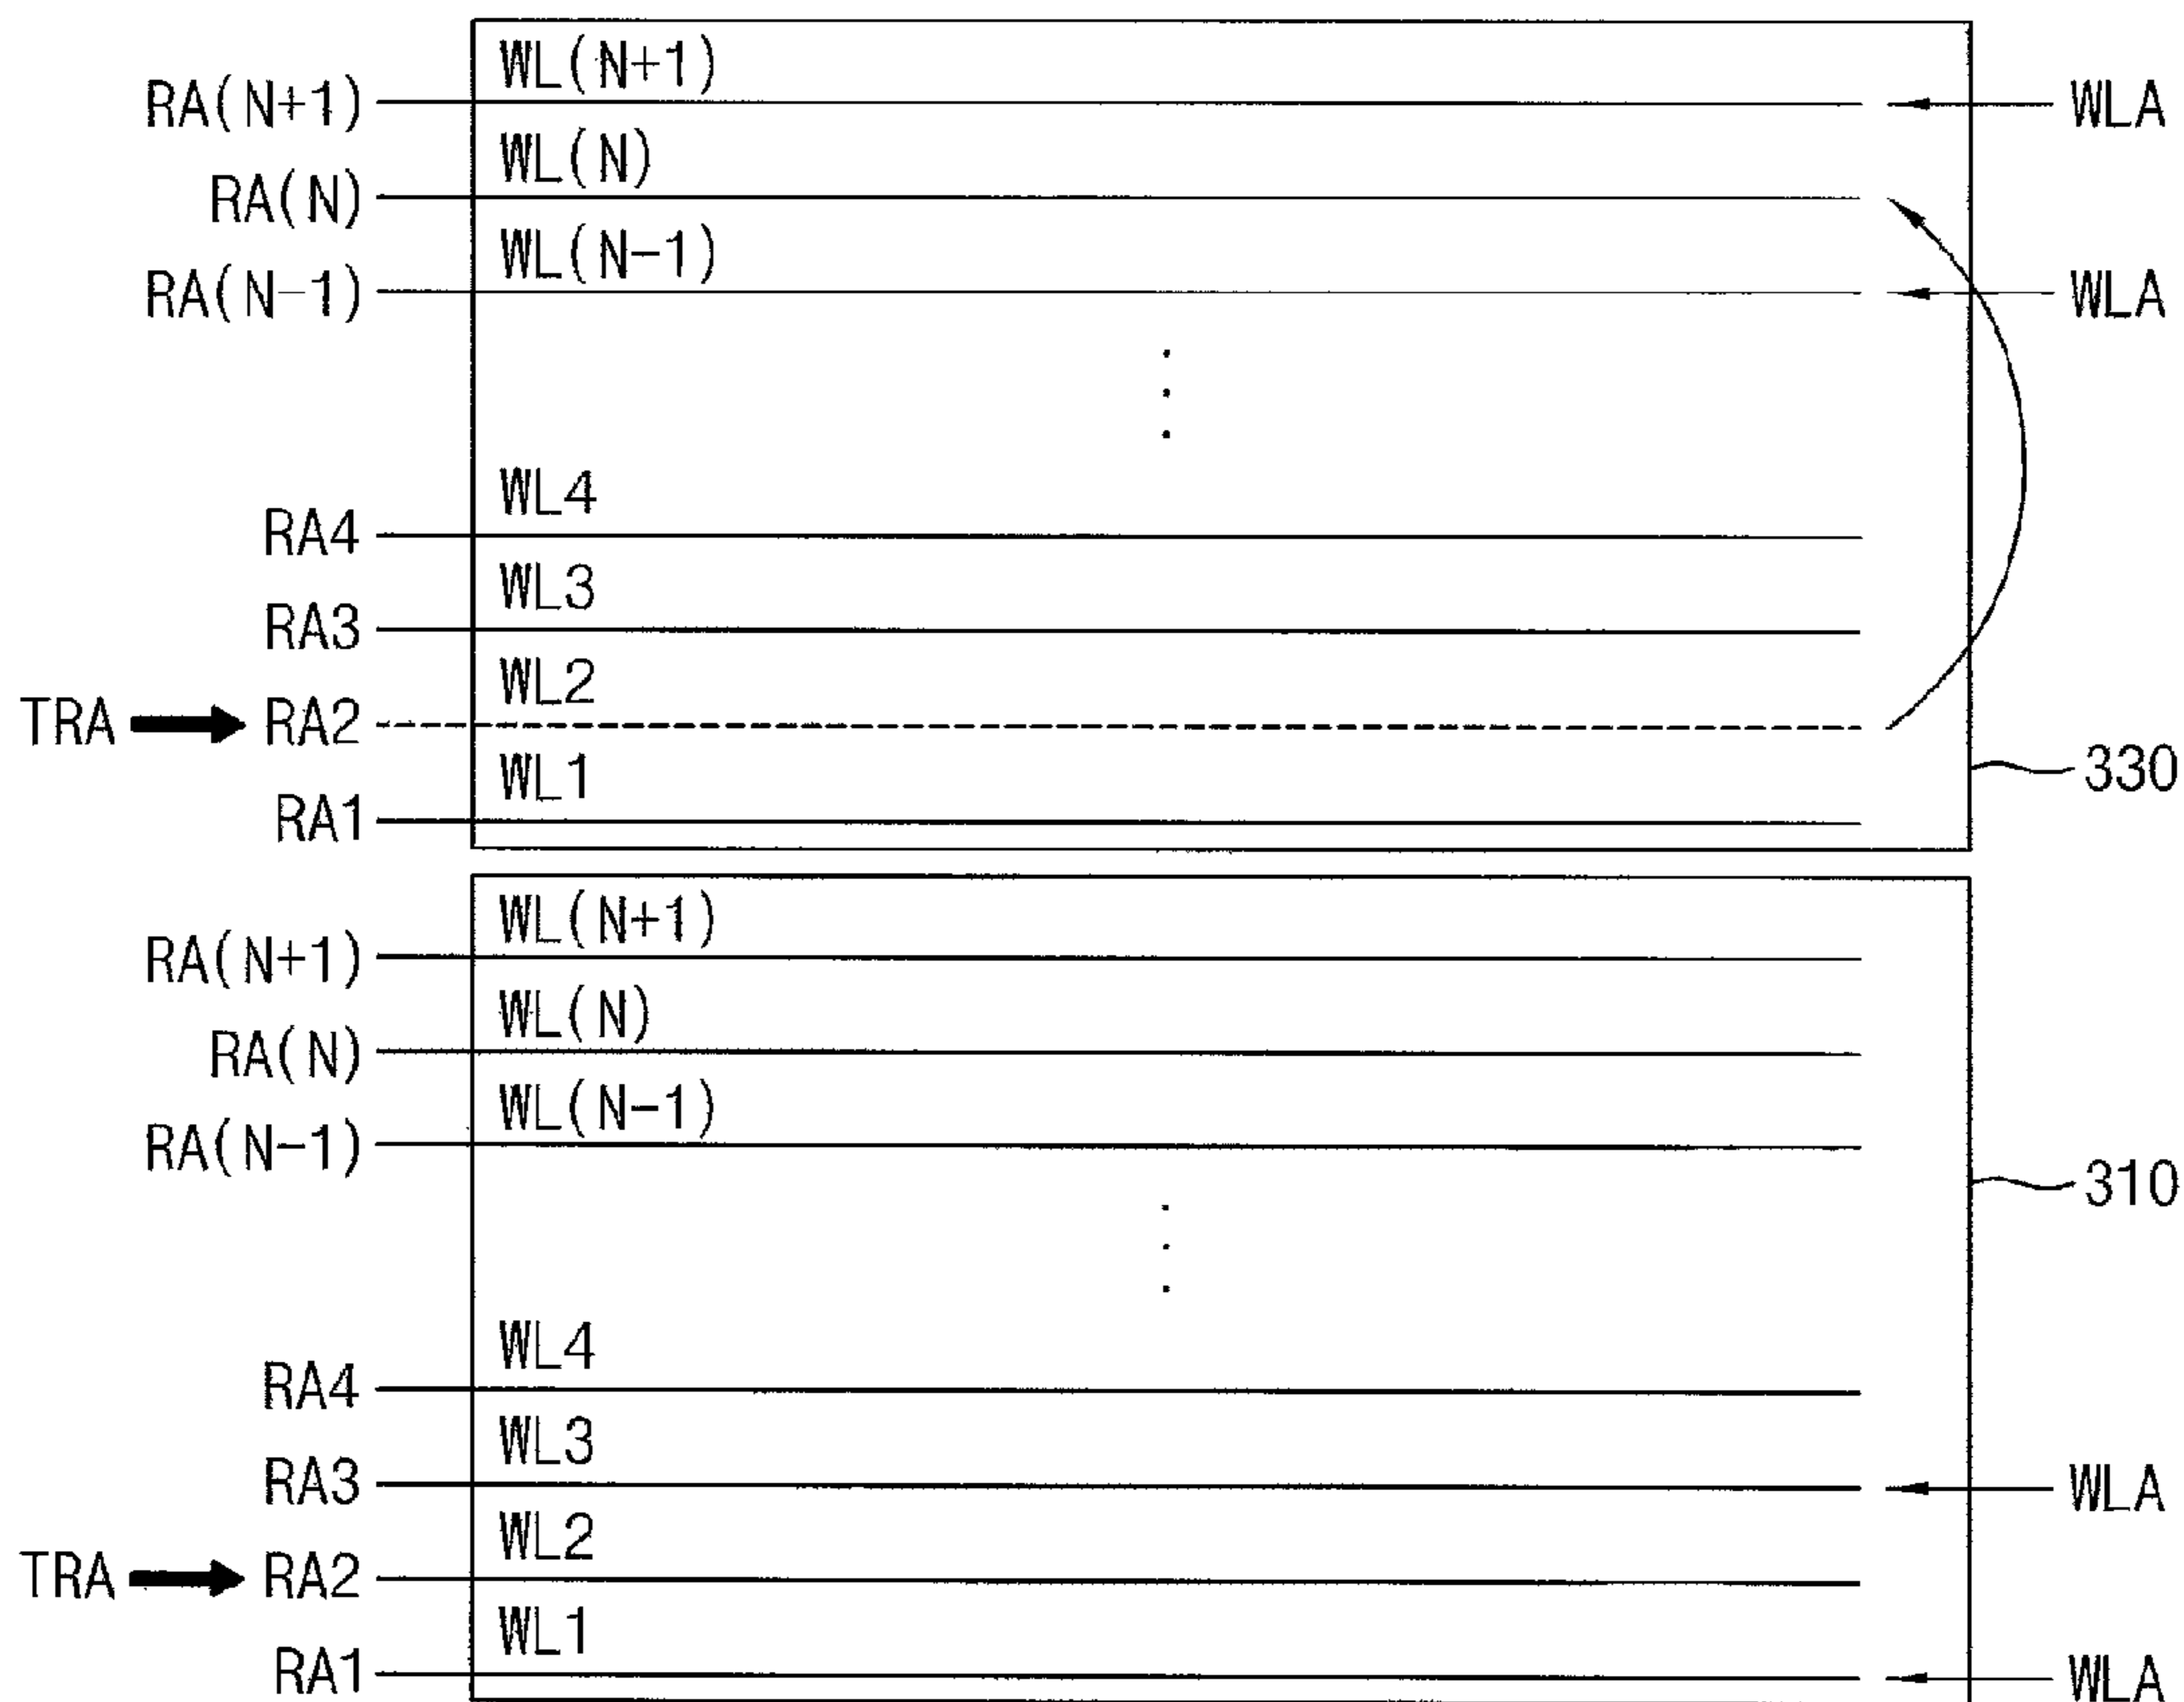 WL(N+1)
RA(N+1) WLA
WL(N)
RA(N)
WL(N-1)
RA(N-1) WLA
WL4
RA4
WL3
RA3
WL2
TRA RA2
WL1
330
RA1
WL(N+1)
RA(N+1)
WL(N)
RA(N)
WL(N-1)
RA(N-1)
310
WL4
RA4
WL3
RA3 WLA
WL2
TRA RA2
WL1
RA1 WLA